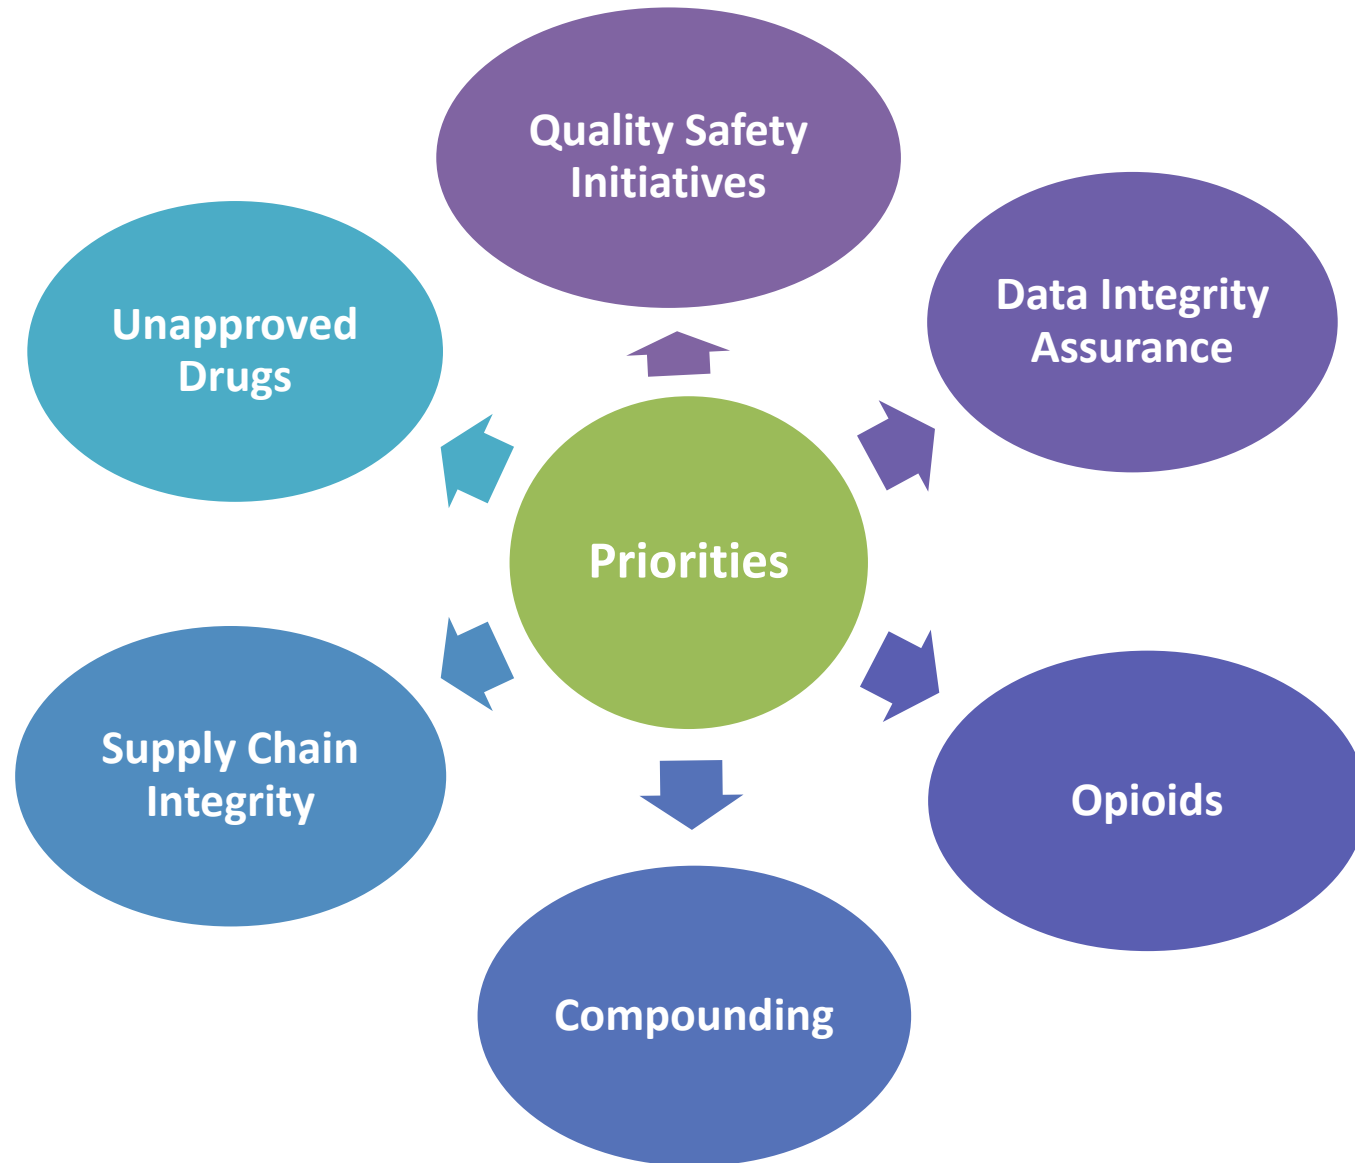 Quality Safety
Initiatives
Data Integrity
Assurance
Unapproved
Drugs
Priorities
Supply Chain
Integrity
Opioids
Compounding